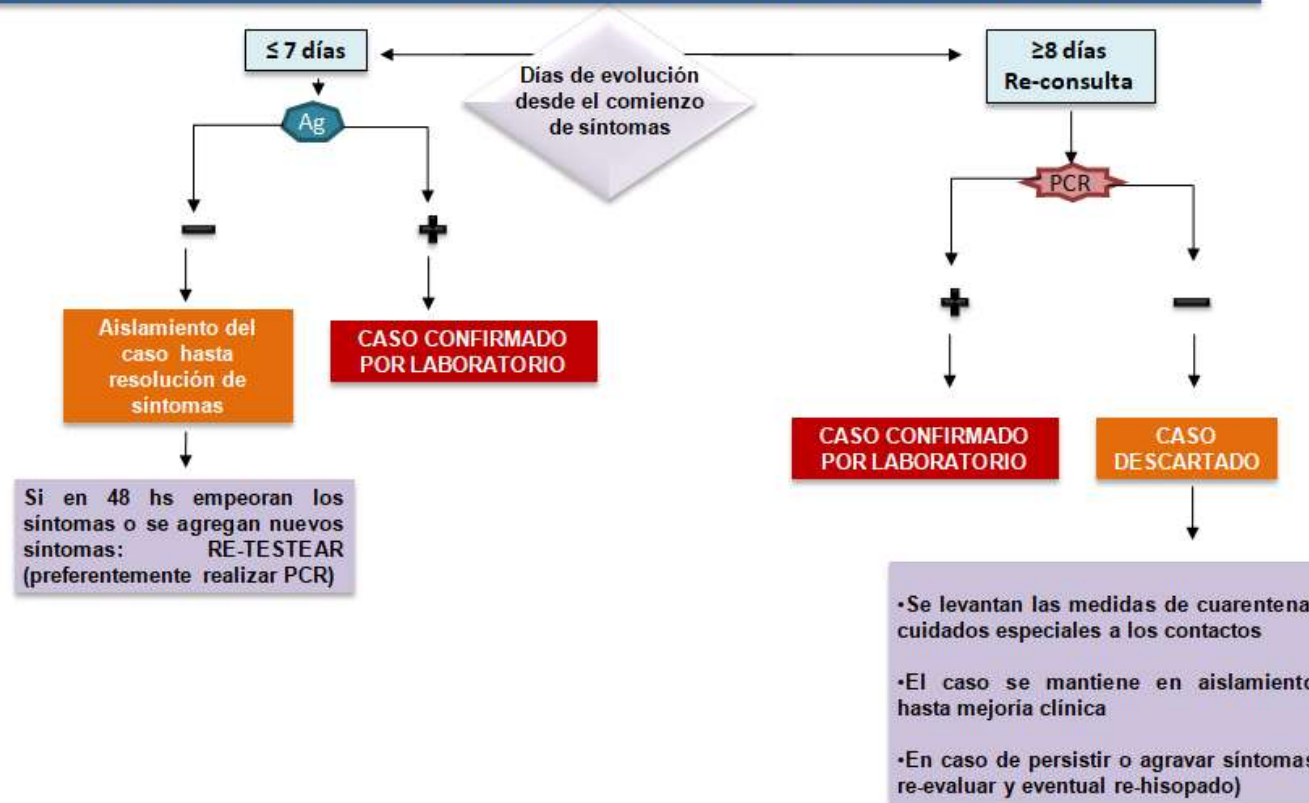 Días de evolución
desde el comienzo
de síntomas
≤ 7 días
Ag
Aislamiento del
caso hasta
resolución de
síntomas
Si en 48 hs empeoran los
síntomas o se agregan nuevos
síntomas: RE-TESTEAR
(preferentemente realizar PCR)
CASO CONFIRMADO
POR LABORATORIO
≥8 días
Re-consulta
PCR
CASO CONFIRMADO
POR LABORATORIO
CASO
DESCARTADO
•Se levantan las medidas de cuarentena
cuidados especiales a los contactos
•El caso se mantiene en aislamiento
hasta mejoría clínica
•En caso de persistir o agravar síntomas
re-evaluar y eventual re-hisopado)